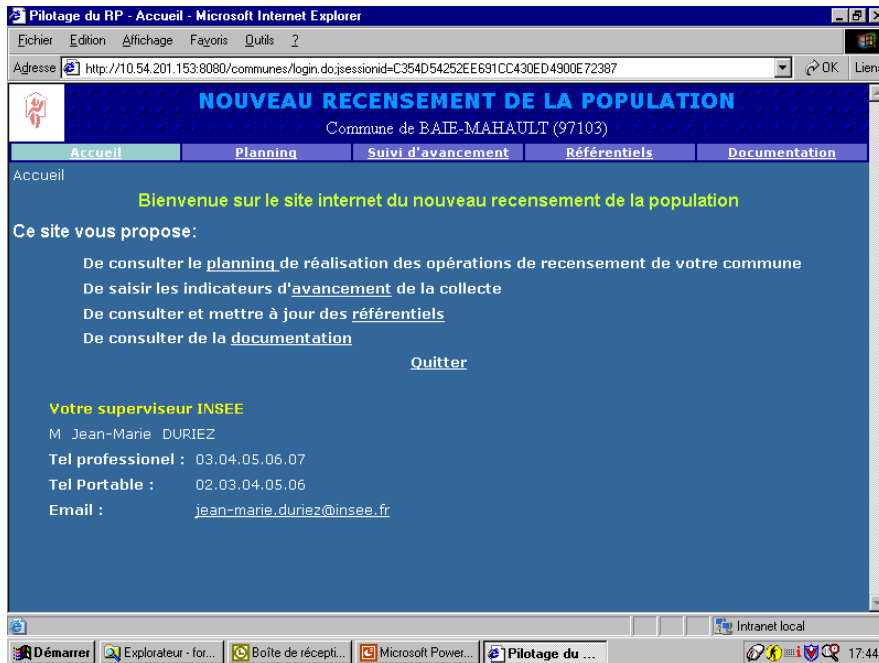 Pilotage du RP - Accueil - Microsoft Internet Explorer
Fichier Edition Affichage Favoris Outils ?
Adresse http://10.54.201.153:8080/communes/login.do;jsessionid=C354D54252EE691CC430ED4900E72387 OK Liens
NOUVEAU RECENSEMENT DE LA POPULATION
Commune de BAIE-MAHAULT (97103)
Accueil Planning Suivi d'avancement Référentiels Documentation
Accueil
Bienvenue sur le site internet du nouveau recensement de la population
Ce site vous propose:
De consulter le planning de réalisation des opérations de recensement de votre commune
De saisir les indicateurs d'avancement de la collecte
De consulter et mettre à jour des référentiels
De consulter de la documentation
Quitter
Votre superviseur INSEE
M Jean-Marie DURIEZ
Tel professionel : 03.04.05.06.07
Tel Portable : 02.03.04.05.06
Email : jean-marie.duriez@insee.fr
Intranet local
Démarrer Explorateur - for... Boîte de récepti... Microsoft Power... Pilotage du ... 17:44